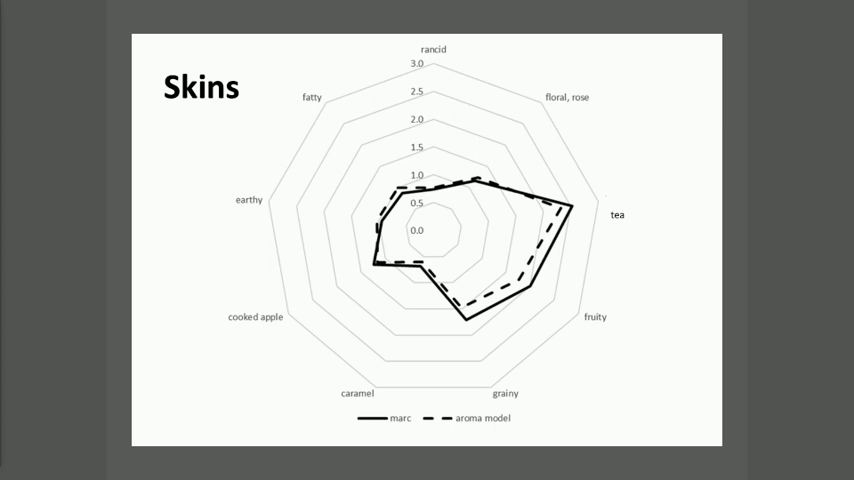 Skins
rancid
3.0
2.5
2.0
1.5
1.0
0.5
0.0
floral, rose
tea
fruity
grainy
caramel
cooked apple
earthy
fatty
marc
aroma model